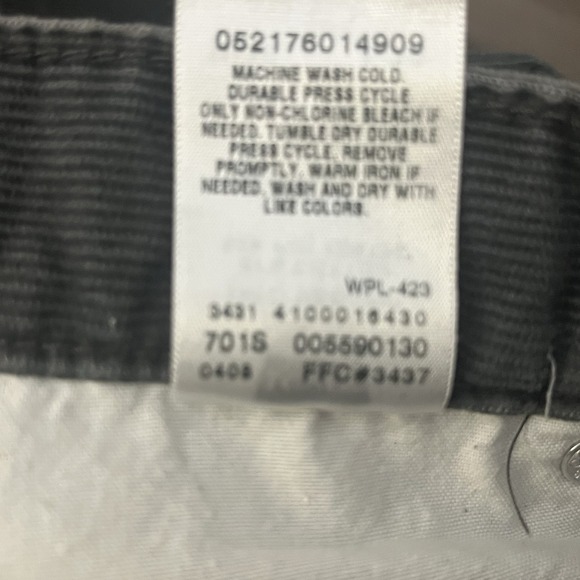 052176014909
MACHINE WASH COLD.
DURABLE PRESS CYCLE
ONLY NON-CHLORINE BLEACH IF
NEEDED. TUMBLE DRY DURABLE
PRESS CYCLE. REMOVE
PROMPTLY. WARM IRON IF
NEEDED. WASH AND DRY WITH
LIKE COLORS.
WPL-423
3431 4100016430
701S 005590130
0408 FFC#3437